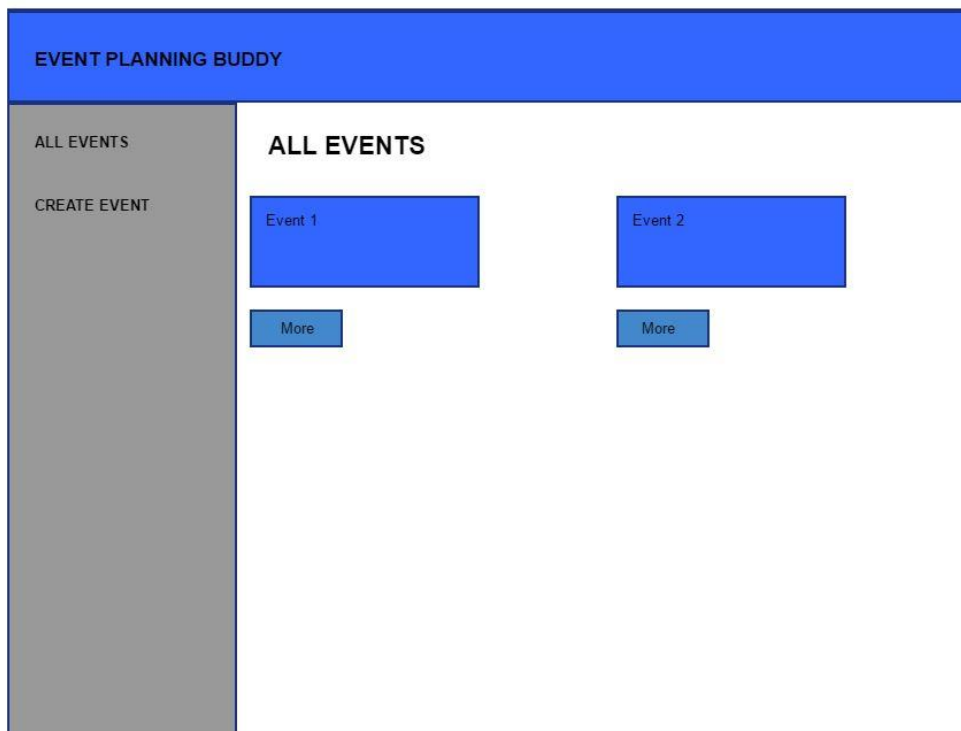 EVENT PLANNING BUDDY
ALL EVENTS
CREATE EVENT
ALL EVENTS
Event 1
Event 2
More
More